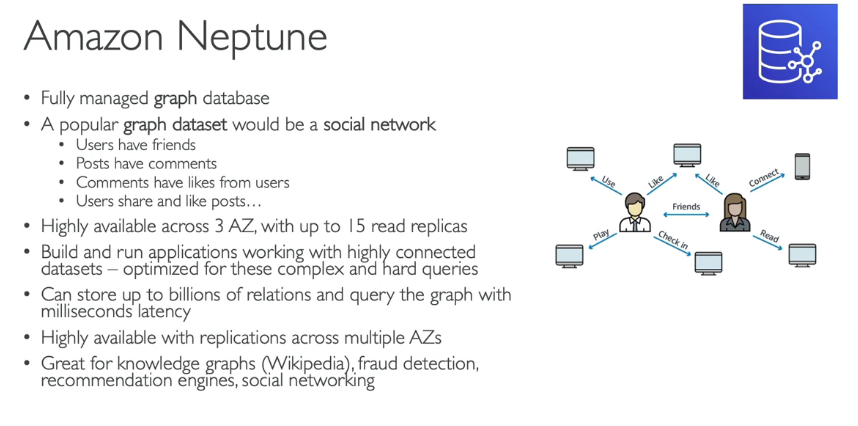 Amazon Neptune
• Fully managed graph database
• A popular graph dataset would be a social network
• Users have friends
• Posts have comments
• Comments have likes from users
• Users share and like posts…
• Highly available across 3 AZ, with up to 15 read replicas
• Build and run applications working with highly connected
datasets – optimized for these complex and hard queries
• Can store up to billions of relations and query the graph with
milliseconds latency
• Highly available with replications across multiple AZs
• Great for knowledge graphs (Wikipedia), fraud detection,
recommendation engines, social networking
Use
Like
Like
Connect
Friends
Play
Check in
Read